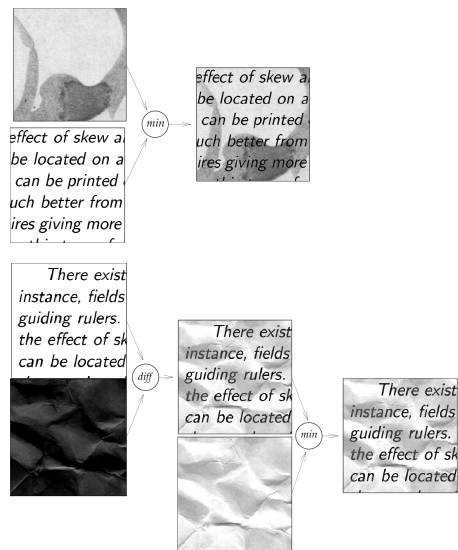 effect of skew
be located on a
can be printed
uch better from
ires giving more
min
effect of skew
be located on a
can be printed
uch better from
ires giving more
There exist
instance, fields
guiding rulers.
the effect of sk
can be located
diff
There exist
instance, fields
guiding rulers.
the effect of sk
can be located
min
There exist
instance, fields
guiding rulers.
the effect of sk
can be located